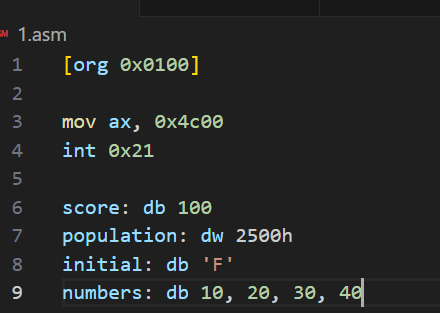 1.asm
1 [org 0x0100]
2
3 mov ax, 0x4c00
4 int 0x21
5
6 score: db 100
7 population: dw 2500h
8 initial: db 'F'
9 numbers: db 10, 20, 30, 40